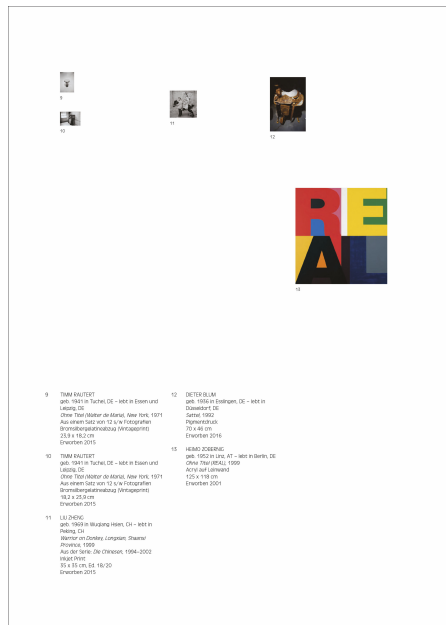 9
10
11
12
R E
A L
13
9 TIMM RAUTERT
geb. 1941 in Tuchel, DE – lebt in Essen und
Leipzig, DE
Ohne Titel (Walter de Maria), New York, 1971
Aus einem Satz von 12 s/w Fotografien
Bromsilbergelatineabzug (Vintageprint)
23,9 x 18,2 cm
Erworben 2015
10 TIMM RAUTERT
geb. 1941 in Tuchel, DE – lebt in Essen und
Leipzig, DE
Ohne Titel (Walter de Maria), New York, 1971
Aus einem Satz von 12 s/w Fotografien
Bromsilbergelatineabzug (Vintageprint)
18,2 x 23,9 cm
Erworben 2015
11 LIU ZHENG
geb. 1969 in Wuqiang Hsien, CH – lebt in
Peking, CH
Warrior on Donkey, Longxian, Shaanxi
Province, 1999
Aus der Serie: Die Chinesen, 1994–2002
Inkjet Print
35 x 35 cm, Ed. 18/20
Erworben 2015
12 DIETER BLUM
geb. 1936 in Esslingen, DE – lebt in
Düsseldorf, DE
Sattel, 1992
Pigmentdruck
70 x 46 cm
Erworben 2016
13 HEIMO ZOBERNIG
geb. 1952 in Linz, AT – lebt in Berlin, DE
Ohne Titel (REAL), 1999
Acryl auf Leinwand
125 x 118 cm
Erworben 2001